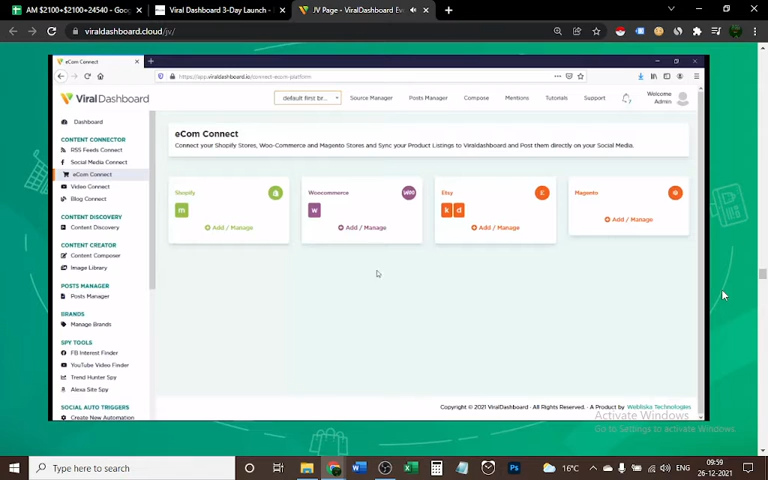 AM $2100+$2100+24540 - Goog
Viral Dashboard 3-Day Launch -
JV Page - ViralDashboard Ev
viraldashboard.cloud/jv/
eCom Connect
https://app.viraldashboard.io/connect-ecom-platform
ViralDashboard
default first br...
Source Manager
Posts Manager
Compose
Mentions
Tutorials
Support
Welcome
Admin
Dashboard
CONTENT CONNECTOR
RSS Feeds Connect
Social Media Connect
eCom Connect
Video Connect
Blog Connect
CONTENT DISCOVERY
Content Discovery
CONTENT CREATOR
Content Composer
Image Library
POSTS MANAGER
Posts Manager
BRANDS
Manage Brands
SPY TOOLS
FB Interest Finder
YouTube Video Finder
Trend Hunter Spy
Alexa Site Spy
SOCIAL AUTO TRIGGERS
Create New Automation
eCom Connect
Connect your Shopify Stores, Woo-Commerce and Magento Stores and Sync your Product Listings to Viraldashboard and Post them directly on your Social Media.
Shopify
m
Add / Manage
Woocommerce
WOO
w
Add / Manage
Etsy
E
k d
Add / Manage
Magento
Add / Manage
Copyright © 2021 ViralDashboard · All Rights Reserved. · A Product by Webliske Technologies
Activate Windows
Go to Settings to activate Windows.
Type here to search
16°C
ENG
09:59
26-12-2021